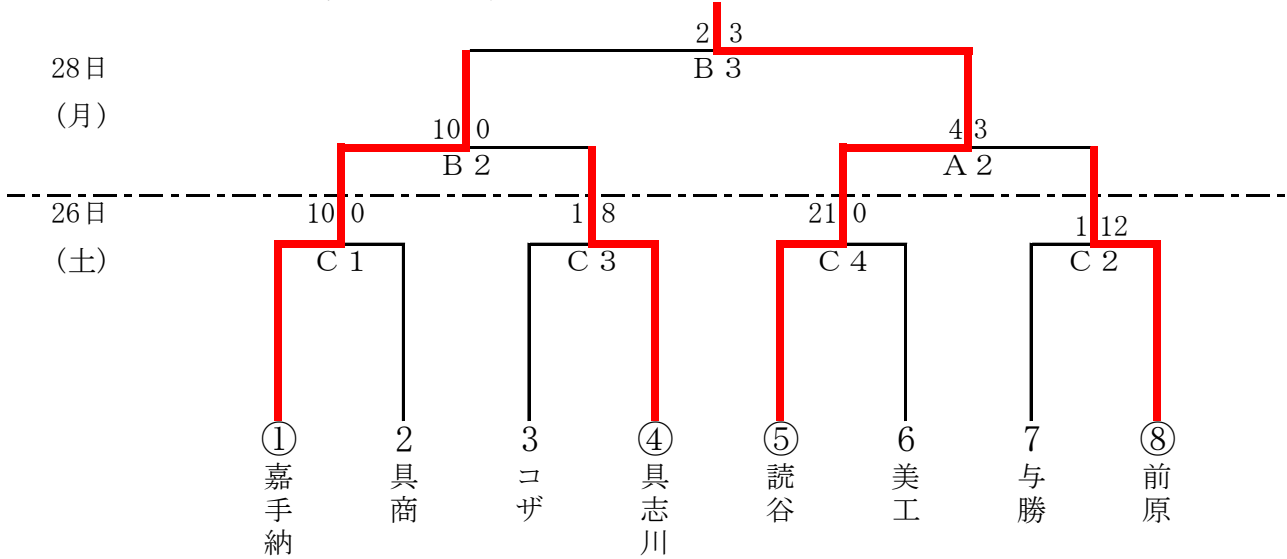 2 3
28日
B 3
(月)
10 0
4 3
B 2
A 2
26日
10 0
1 8
21 0
1 12
(土)
C 1
C 3
C 4
C 2
① 2 3 ④ ⑤ 6 7 ⑧
嘉手納
具商
コザ
具志川
読谷
美工
与勝
前原